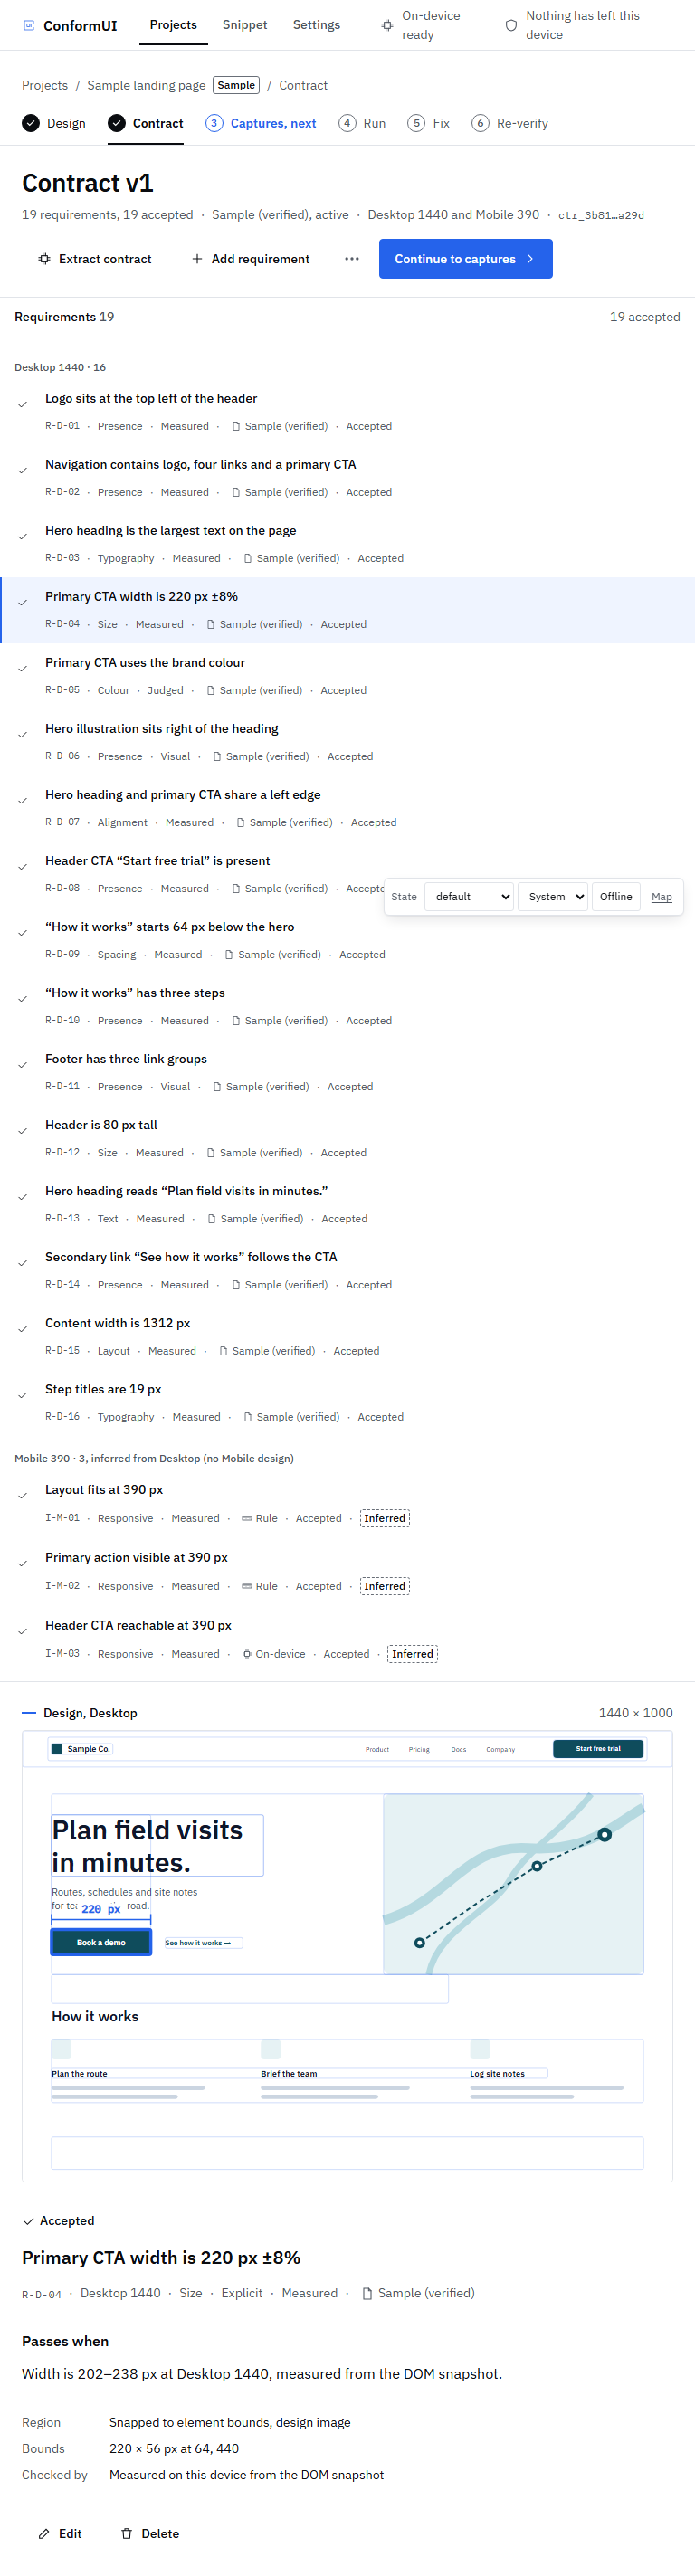 ConformUI Projects Snippet Settings On-device ready Nothing has left this device
Projects / Sample landing page Sample / Contract
Design Contract 3 Captures, next 4 Run 5 Fix 6 Re-verify
Contract v1
19 requirements, 19 accepted · Sample (verified), active · Desktop 1440 and Mobile 390 · ctr_3b81…a29d
Extract contract Add requirement Continue to captures
Requirements 19 19 accepted
Desktop 1440 · 16
Logo sits at the top left of the header
R-D-01 · Presence · Measured · Sample (verified) · Accepted
Navigation contains logo, four links and a primary CTA
R-D-02 · Presence · Measured · Sample (verified) · Accepted
Hero heading is the largest text on the page
R-D-03 · Typography · Measured · Sample (verified) · Accepted
Primary CTA width is 220 px ±8%
R-D-04 · Size · Measured · Sample (verified) · Accepted
Primary CTA uses the brand colour
R-D-05 · Colour · Judged · Sample (verified) · Accepted
Hero illustration sits right of the heading
R-D-06 · Presence · Visual · Sample (verified) · Accepted
Hero heading and primary CTA share a left edge
R-D-07 · Alignment · Measured · Sample (verified) · Accepted
Header CTA “Start free trial” is present
R-D-08 · Presence · Measured · Sample (verified) · Accepte
State default System Offline Map
“How it works” starts 64 px below the hero
R-D-09 · Spacing · Measured · Sample (verified) · Accepted
“How it works” has three steps
R-D-10 · Presence · Measured · Sample (verified) · Accepted
Footer has three link groups
R-D-11 · Presence · Visual · Sample (verified) · Accepted
Header is 80 px tall
R-D-12 · Size · Measured · Sample (verified) · Accepted
Hero heading reads “Plan field visits in minutes.”
R-D-13 · Text · Measured · Sample (verified) · Accepted
Secondary link “See how it works” follows the CTA
R-D-14 · Presence · Measured · Sample (verified) · Accepted
Content width is 1312 px
R-D-15 · Layout · Measured · Sample (verified) · Accepted
Step titles are 19 px
R-D-16 · Typography · Measured · Sample (verified) · Accepted
Mobile 390 · 3, inferred from Desktop (no Mobile design)
Layout fits at 390 px
I-M-01 · Responsive · Measured · Rule · Accepted · Inferred
Primary action visible at 390 px
I-M-02 · Responsive · Measured · Rule · Accepted · Inferred
Header CTA reachable at 390 px
I-M-03 · Responsive · Measured · On-device · Accepted · Inferred
Design, Desktop 1440 × 1000
Sample Co. Product Pricing Docs Company Start free trial
Plan field visits
in minutes.
Routes, schedules and site notes
for road.
220 px
Book a demo See how it works →
How it works
Plan the route Brief the team Log site notes
Accepted
Primary CTA width is 220 px ±8%
R-D-04 · Desktop 1440 · Size · Explicit · Measured · Sample (verified)
Passes when
Width is 202–238 px at Desktop 1440, measured from the DOM snapshot.
Region Snapped to element bounds, design image
Bounds 220 × 56 px at 64, 440
Checked by Measured on this device from the DOM snapshot
Edit Delete